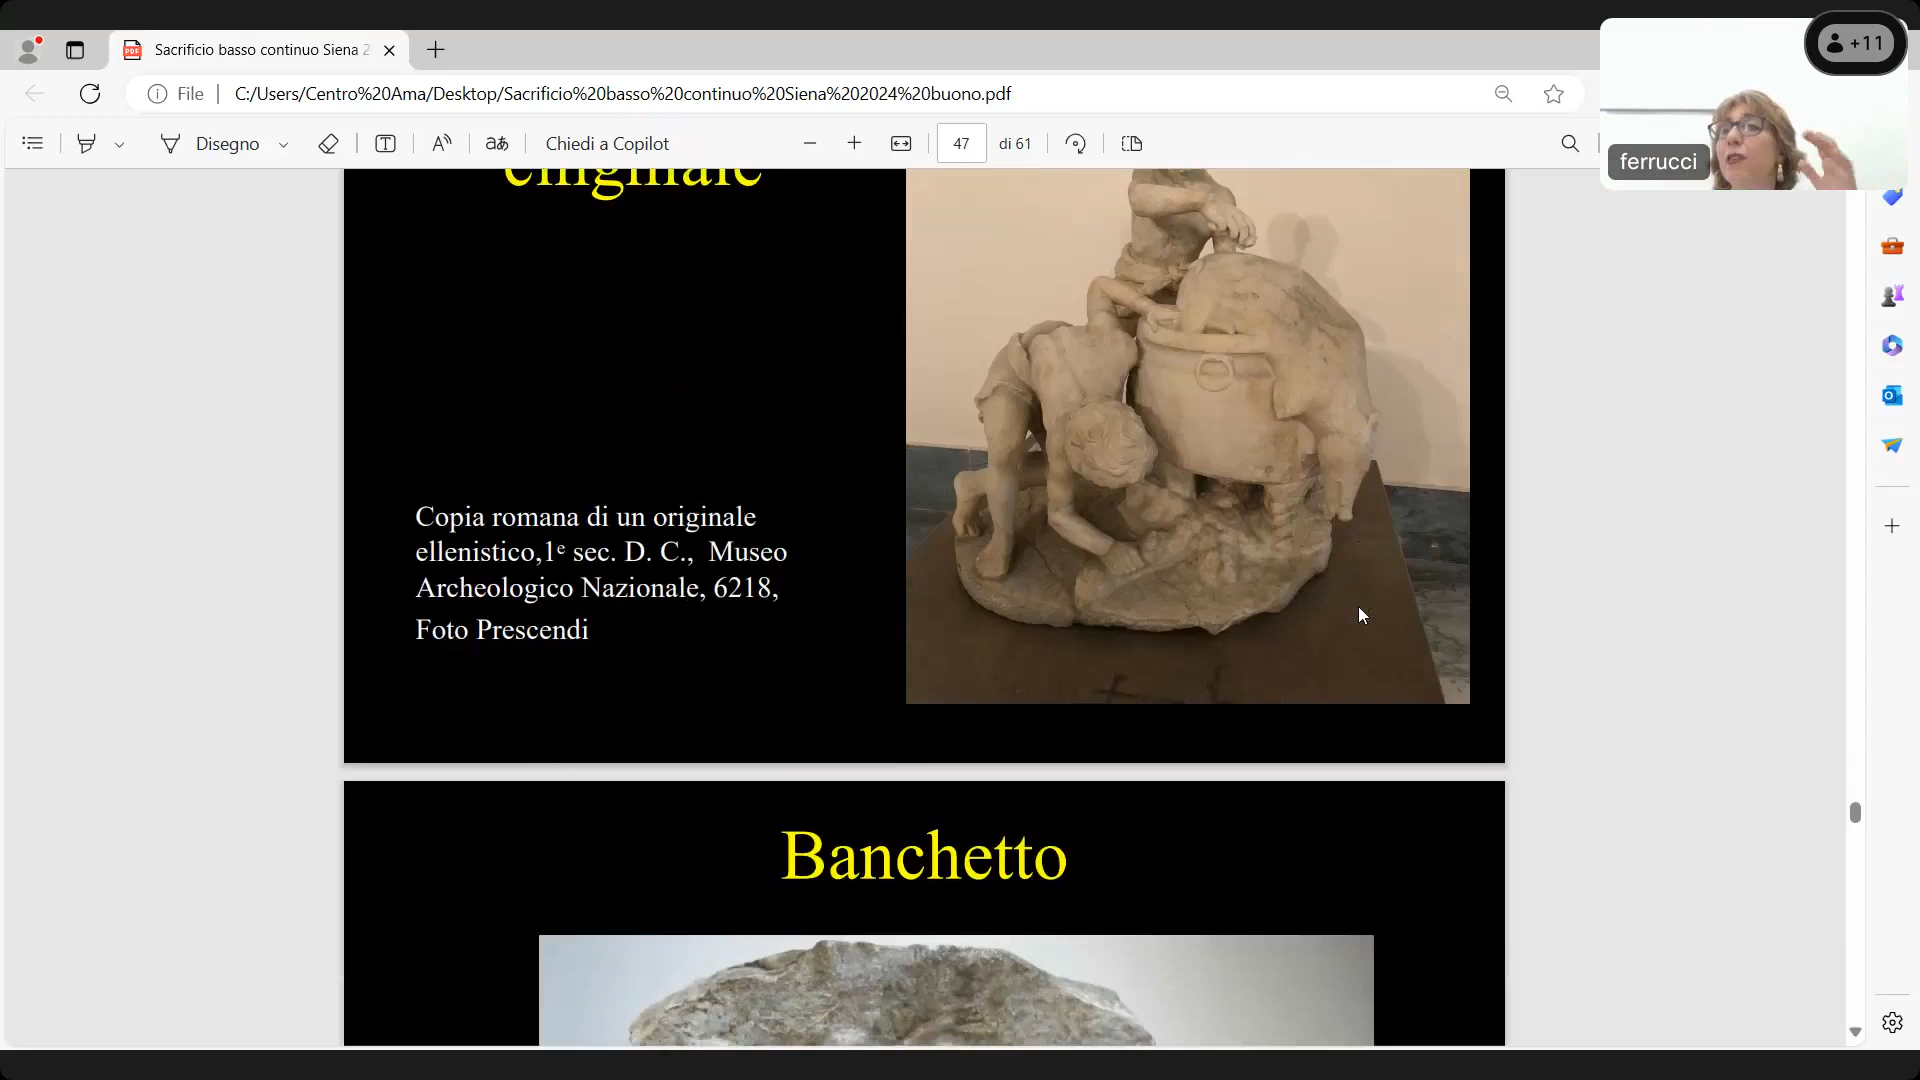 Sacrificio basso continuo Siena 2
+11
File
C:/Users/Centro%20Ama/Desktop/Sacrificio%20basso%20continuo%20Siena%202024%20buono.pdf
Disegno
Chiedi a Copilot
47
di 61
ferrucci
Copia romana di un originale
ellenistico,1ᵉ sec. D. C., Museo
Archeologico Nazionale, 6218,
Foto Prescendi
Banchetto